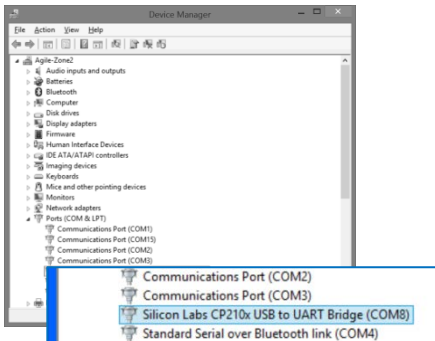 Device Manager
File Action View Help
Agile-Zone2
Audio inputs and outputs
Batteries
Bluetooth
Computer
Disk drives
Display adapters
Firmware
Human Interface Devices
IDE ATA/ATAPI controllers
Imaging devices
Keyboards
Mice and other pointing devices
Monitors
Network adapters
Ports (COM & LPT)
Communications Port (COM1)
Communications Port (COM15)
Communications Port (COM2)
Communications Port (COM3)
Communications Port (COM2)
Communications Port (COM3)
Silicon Labs CP210x USB to UART Bridge (COM8)
Standard Serial over Bluetooth link (COM4)